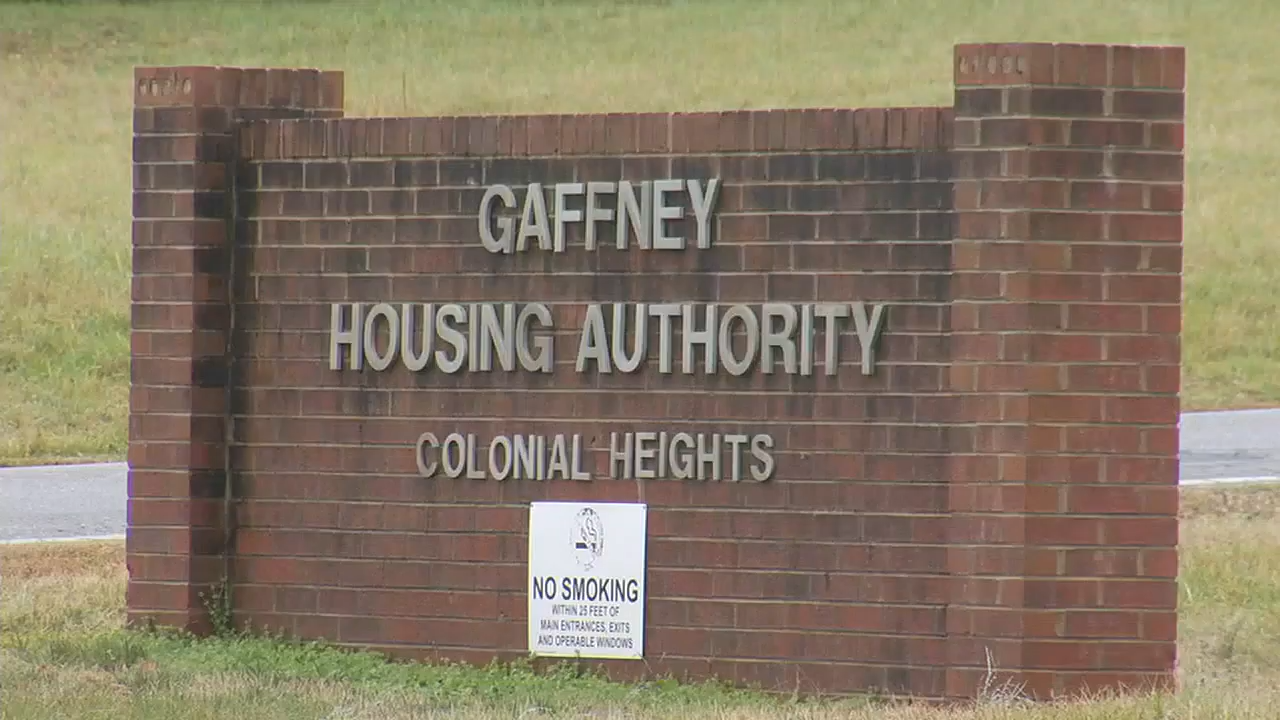 GAFFNEY
HOUSING AUTHORITY
COLONIAL HEIGHTS
NO SMOKING
WITHIN 25 FEET OF
MAIN ENTRANCES, EXITS
AND OPERABLE WINDOWS